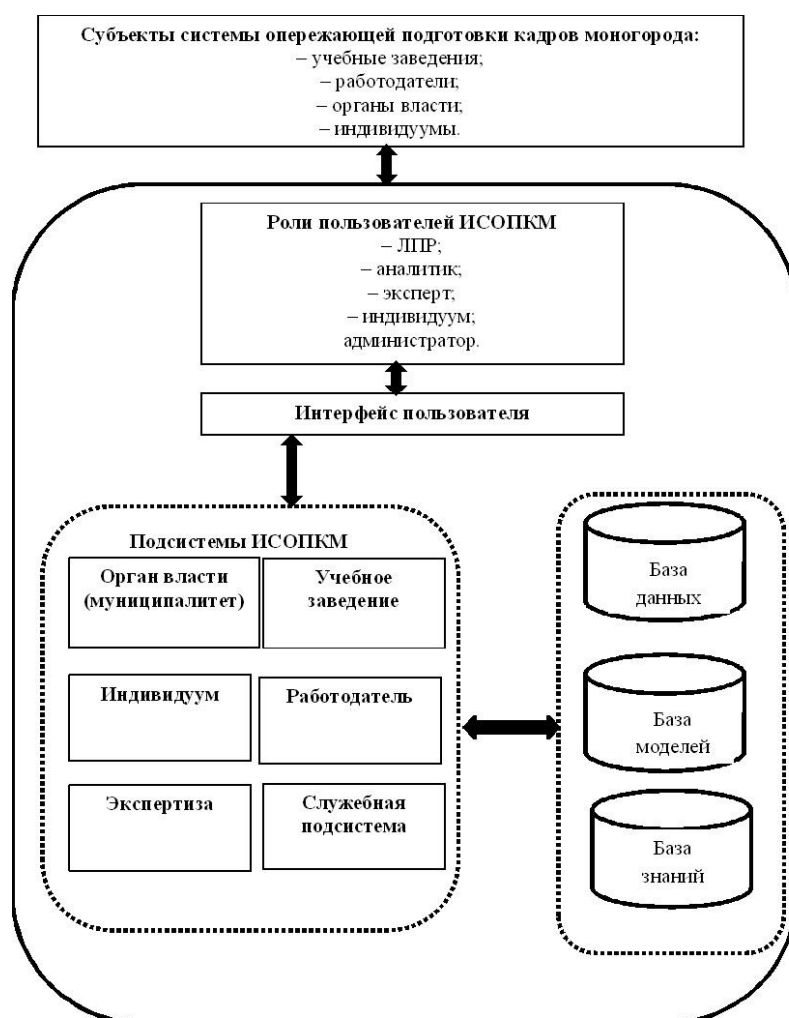 Субъекты системы опережающей подготовки кадров моногорода:
– учебные заведения;
– работодатели;
– органы власти;
– индивидуумы.
Роли пользователей ИСОПКМ
– ЛПР;
– аналитик;
– эксперт;
– индивидуум;
администратор.
Интерфейс пользователя
Подсистемы ИСОПКМ
Орган власти
(муниципалитет)
Учебное
заведение
Индивидуум
Работодатель
Экспертиза
Служебная
подсистема
База
данных
База
моделей
База
знаний